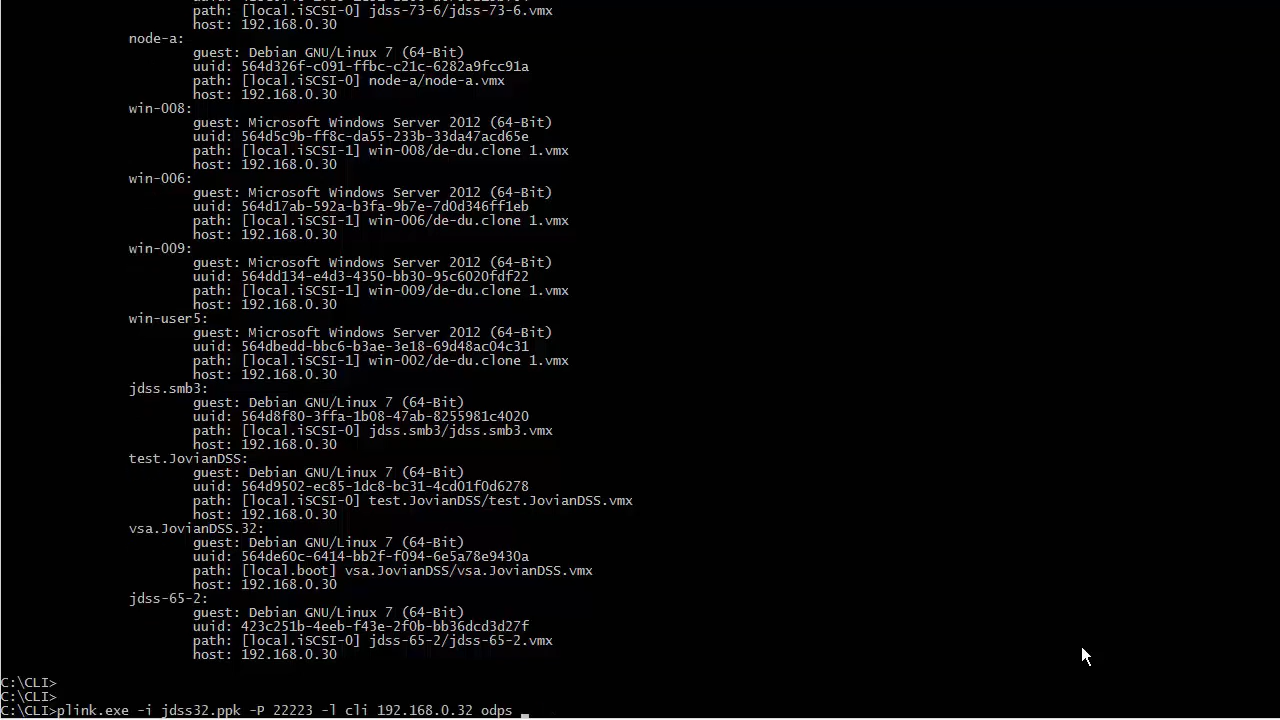 path: [local.iSCSI-0] jdss-73-6/jdss-73-6.vmx
host: 192.168.0.30
node-a:
guest: Debian GNU/Linux 7 (64-Bit)
uuid: 564d326f-c091-ffbc-c21c-6282a9fcc91a
path: [local.iSCSI-0] node-a/node-a.vmx
host: 192.168.0.30
win-008:
guest: Microsoft Windows Server 2012 (64-Bit)
uuid: 564d5c9b-ff8c-da55-233b-33da47acd65e
path: [local.iSCSI-1] win-008/de-du.clone 1.vmx
host: 192.168.0.30
win-006:
guest: Microsoft Windows Server 2012 (64-Bit)
uuid: 564d17ab-592a-b3fa-9b7e-7d0d346ff1eb
path: [local.iSCSI-1] win-006/de-du.clone 1.vmx
host: 192.168.0.30
win-009:
guest: Microsoft Windows Server 2012 (64-Bit)
uuid: 564dd134-e4d3-4350-bb30-95c6020fdf22
path: [local.iSCSI-1] win-009/de-du.clone 1.vmx
host: 192.168.0.30
win-user5:
guest: Microsoft Windows Server 2012 (64-Bit)
uuid: 564dbedd-bbc6-b3ae-3e18-69d48ac04c31
path: [local.iSCSI-1] win-002/de-du.clone 1.vmx
host: 192.168.0.30
jdss.smb3:
guest: Debian GNU/Linux 7 (64-Bit)
uuid: 564d8f80-3ffa-1b08-47ab-8255981c4020
path: [local.iSCSI-0] jdss.smb3/jdss.smb3.vmx
host: 192.168.0.30
test.JovianDSS:
guest: Debian GNU/Linux 7 (64-Bit)
uuid: 564d9502-ec85-1dc8-bc31-4cd01f0d6278
path: [local.iSCSI-0] test.JovianDSS/test.JovianDSS.vmx
host: 192.168.0.30
vsa.JovianDSS.32:
guest: Debian GNU/Linux 7 (64-Bit)
uuid: 564de60c-6414-bb2f-f094-6e5a78e9430a
path: [local.boot] vsa.JovianDSS/vsa.JovianDSS.vmx
host: 192.168.0.30
jdss-65-2:
guest: Debian GNU/Linux 7 (64-Bit)
uuid: 423c251b-4eeb-f43e-2f0b-bb36dcd3d27f
path: [local.iSCSI-0] jdss-65-2/jdss-65-2.vmx
host: 192.168.0.30
C:\CLI>
C:\CLI>
C:\CLI>plink.exe -i jdss32.ppk -P 22223 -l cli 192.168.0.32 odps _